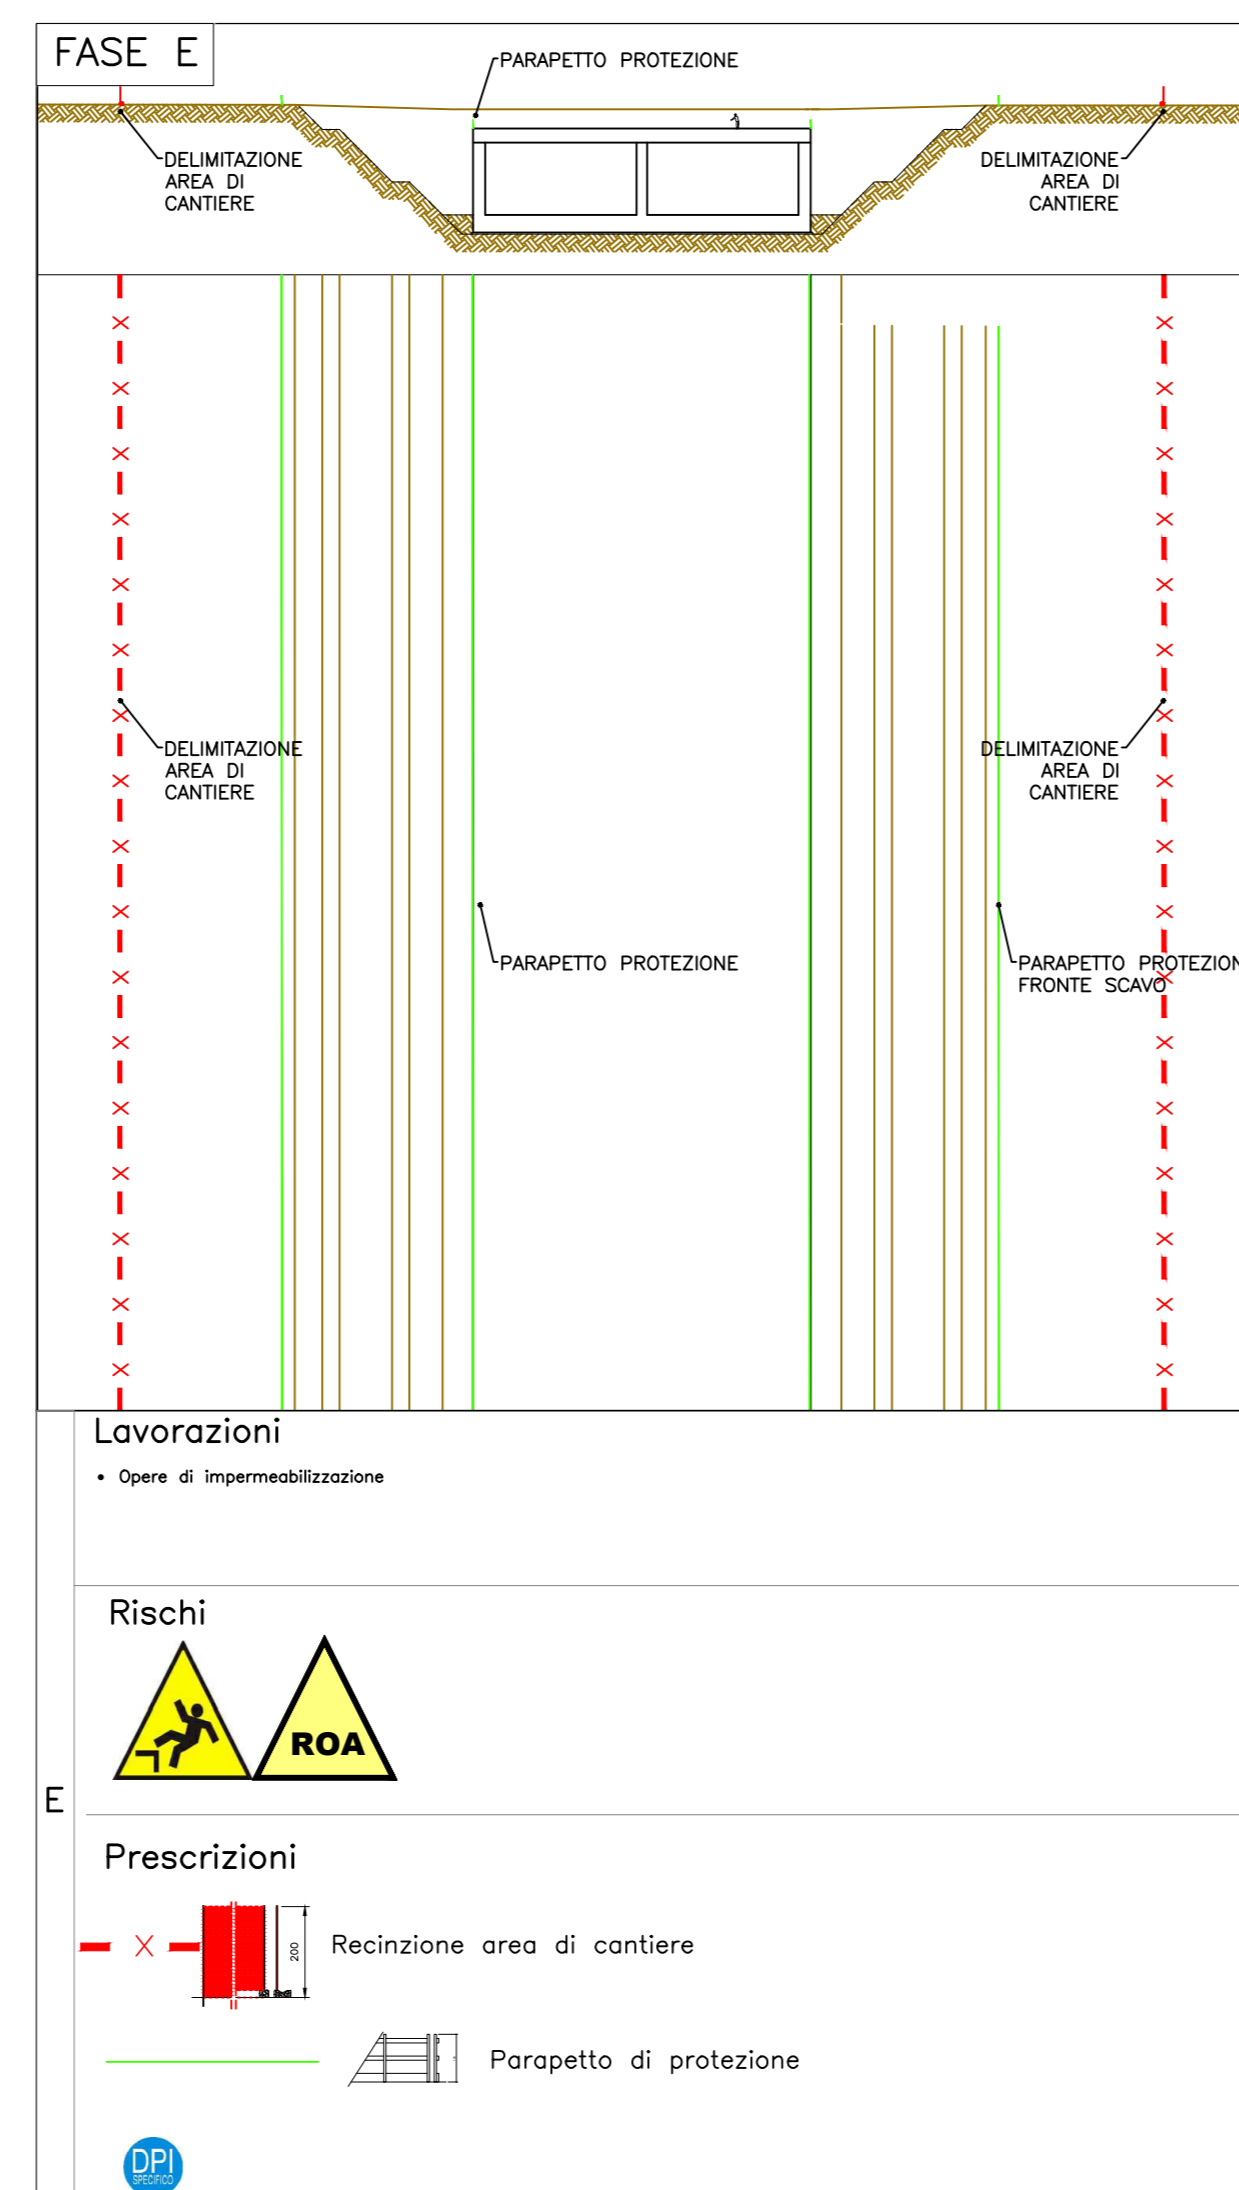 FASE E
PARAPETTO PROTEZIONE
DELIMITAZIONE
AREA DI
CANTIERE
DELIMITAZIONE
AREA DI
CANTIERE
DELIMITAZIONE
AREA DI
CANTIERE
DELIMITAZIONE
AREA DI
CANTIERE
PARAPETTO PROTEZIONE
PARAPETTO PROTEZION
FRONTE SCAVO
Lavorazioni
• Opere di impermeabilizzazione
Rischi
ROA
E
Prescrizioni
X
200
Recinzione area di cantiere
Parapetto di protezione
DPI
SPECIFICO